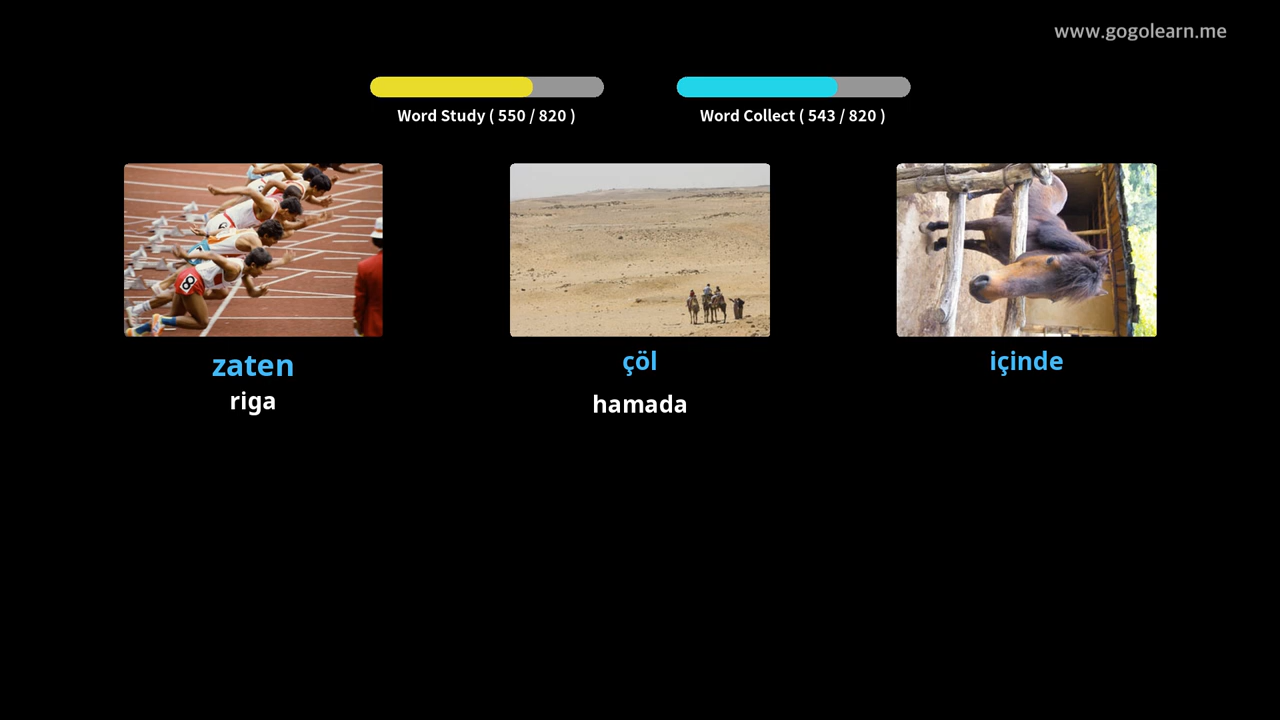 www.gogolearn.me
Word Study ( 550 / 820 )
Word Collect ( 543 / 820 )
zaten
riga
çöl
hamada
içinde